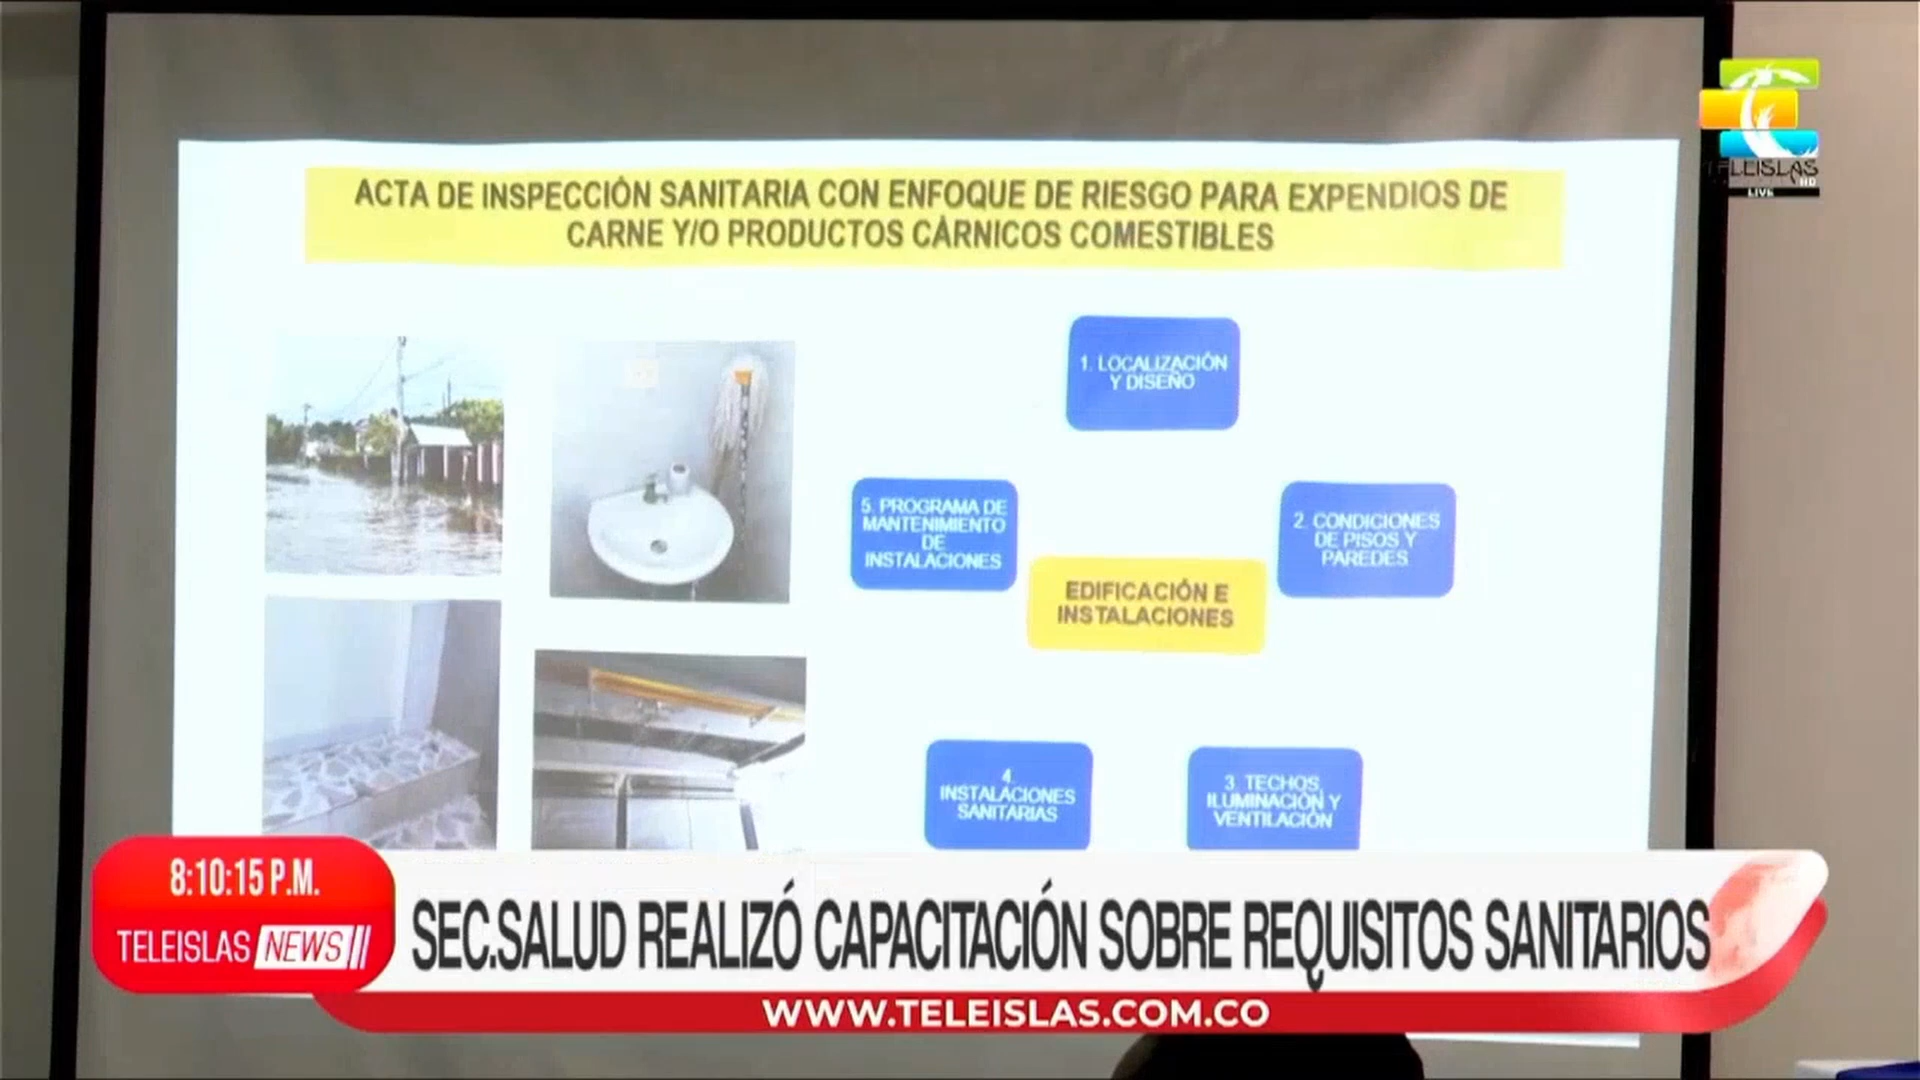 TELEISLAS
HD
LIVE
ACTA DE INSPECCIÓN SANITARIA CON ENFOQUE DE RIESGO PARA EXPENDIOS DE
CARNE Y/O PRODUCTOS CÁRNICOS COMESTIBLES
1. LOCALIZACIÓN
Y DISEÑO
2. CONDICIONES
DE PISOS Y
PAREDES
3. TECHOS,
ILUMINACIÓN Y
VENTILACIÓN
4.
INSTALACIONES
SANITARIAS
5. PROGRAMA DE
MANTENIMIENTO
DE
INSTALACIONES
EDIFICACIÓN E
INSTALACIONES
8:10:15 P.M.
TELEISLAS NEWS
SEC.SALUD REALIZÓ CAPACITACIÓN SOBRE REQUISITOS SANITARIOS
WWW.TELEISLAS.COM.CO